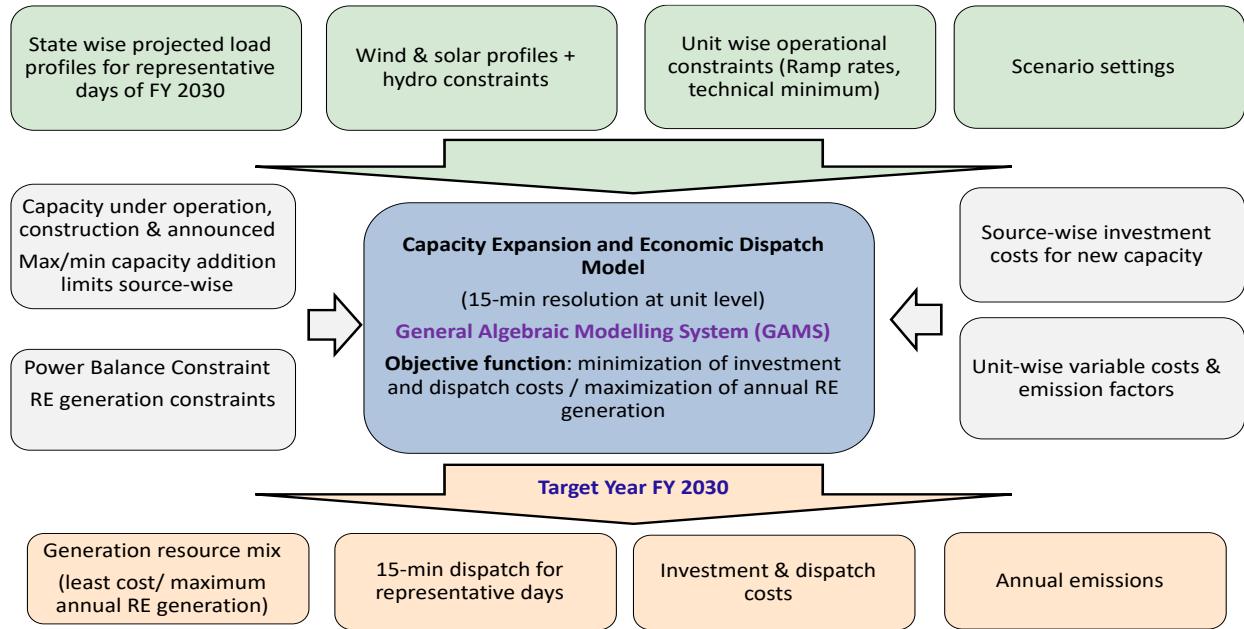 State wise projected load
profiles for representative
days of FY 2030
Wind & solar profiles +
hydro constraints
Unit wise operational
constraints (Ramp rates,
technical minimum)
Scenario settings
Capacity under operation,
construction & announced
Max/min capacity addition
limits source-wise
Power Balance Constraint
RE generation constraints
Capacity Expansion and Economic Dispatch
Model
(15-min resolution at unit level)
General Algebraic Modelling System (GAMS)
Objective function: minimization of investment
and dispatch costs / maximization of annual RE
generation
Source-wise investment
costs for new capacity
Unit-wise variable costs &
emission factors
Target Year FY 2030
Generation resource mix
(least cost/ maximum
annual RE generation)
15-min dispatch for
representative days
Investment & dispatch
costs
Annual emissions